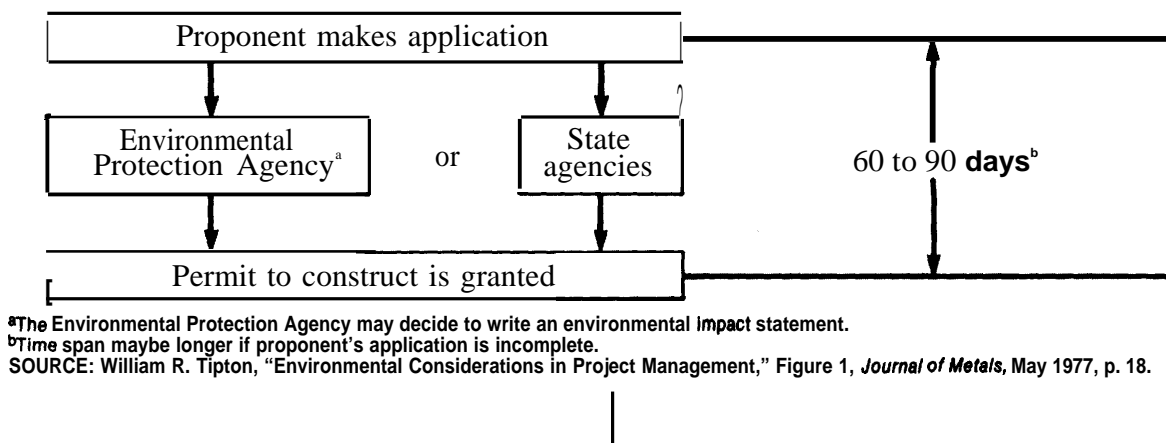 Proponent makes application
Environmental
Protection Agencyᵃ
or
State
agencies
60 to 90 daysᵇ
Permit to construct is granted
ᵃThe Environmental Protection Agency may decide to write an environmental impact statement.
ᵇTime span maybe longer if proponent's application is incomplete.
SOURCE: William R. Tipton, “Environmental Considerations in Project Management,” Figure 1, Journal of Metals, May 1977, p. 18.